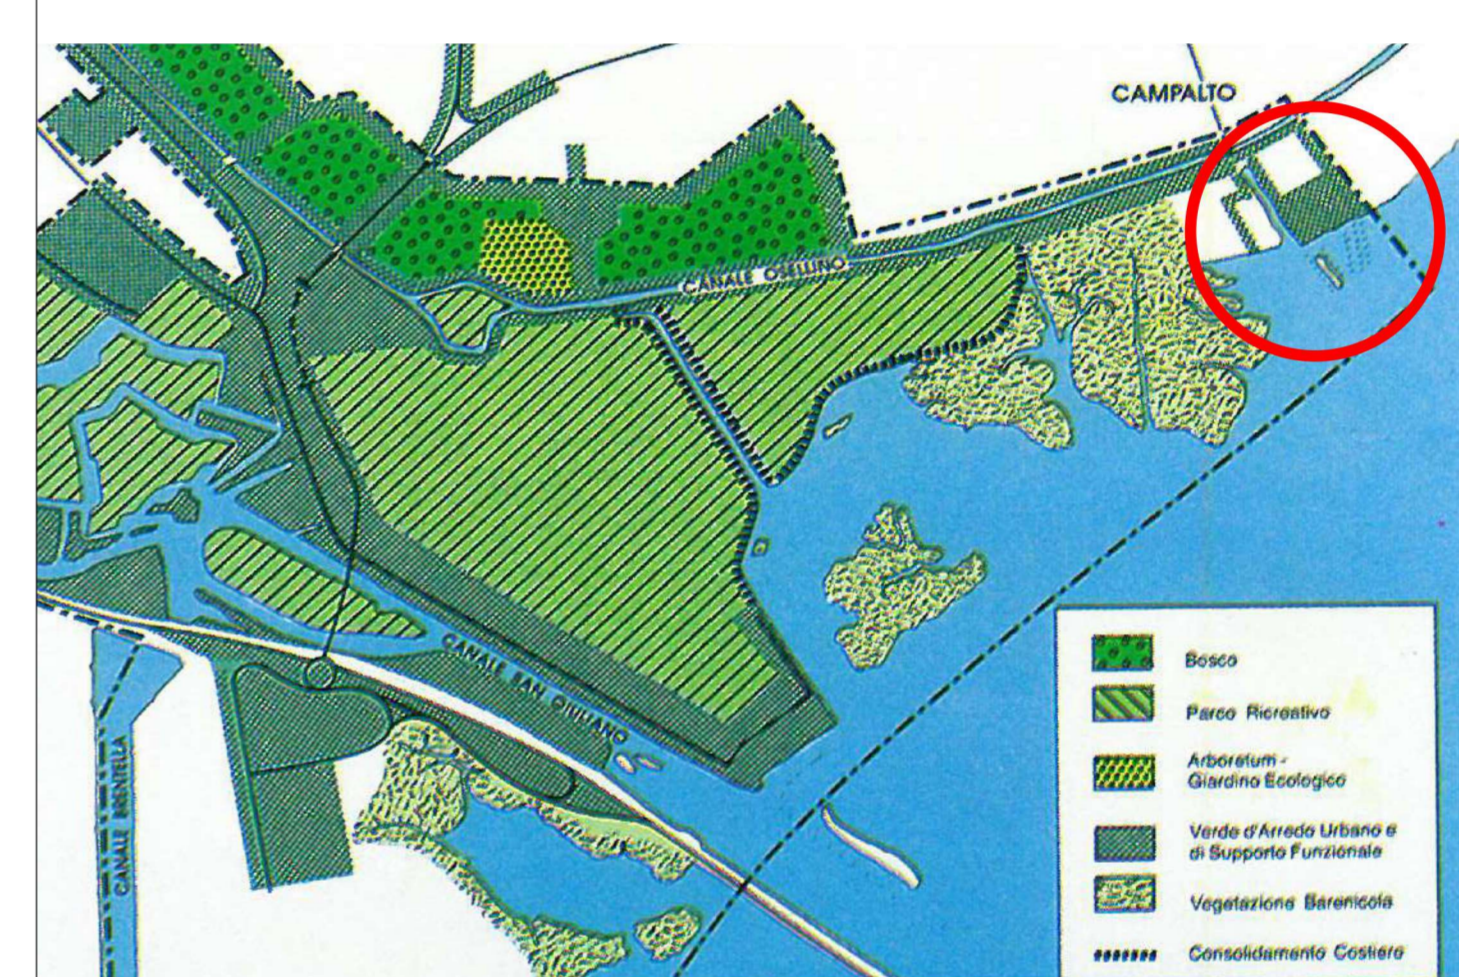 CAMPALTO
CANALE OSELLINO
CANALE SAN GIULIANO
CANALE BRENTELLA
Bosco
Parco Ricreativo
Arboretum -
Giardino Ecologico
Verde d'Arredo Urbano e
di Supporto Funzionale
Vegetazione Barenicola
Consolidamento Costiero